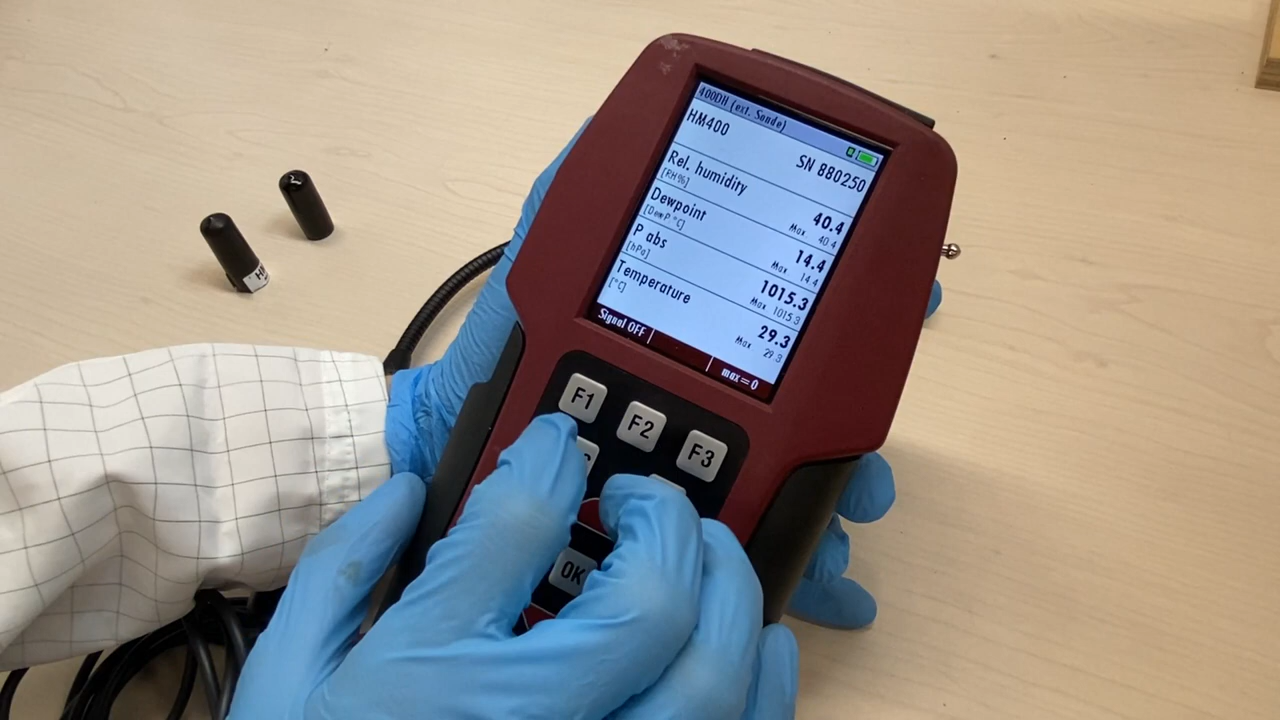 400DH (ext. Sonde)
HM400
SN 880250
Rel. humidity
[RH%]
40.4
Max 40.4
Dewpoint
[DewP °C]
14.4
Max 14.4
P abs
[hPa]
1015.3
Max 1015.3
Temperature
[°C]
29.3
Max 29.3
Signal OFF
max=0
F1
F2
F3
OK